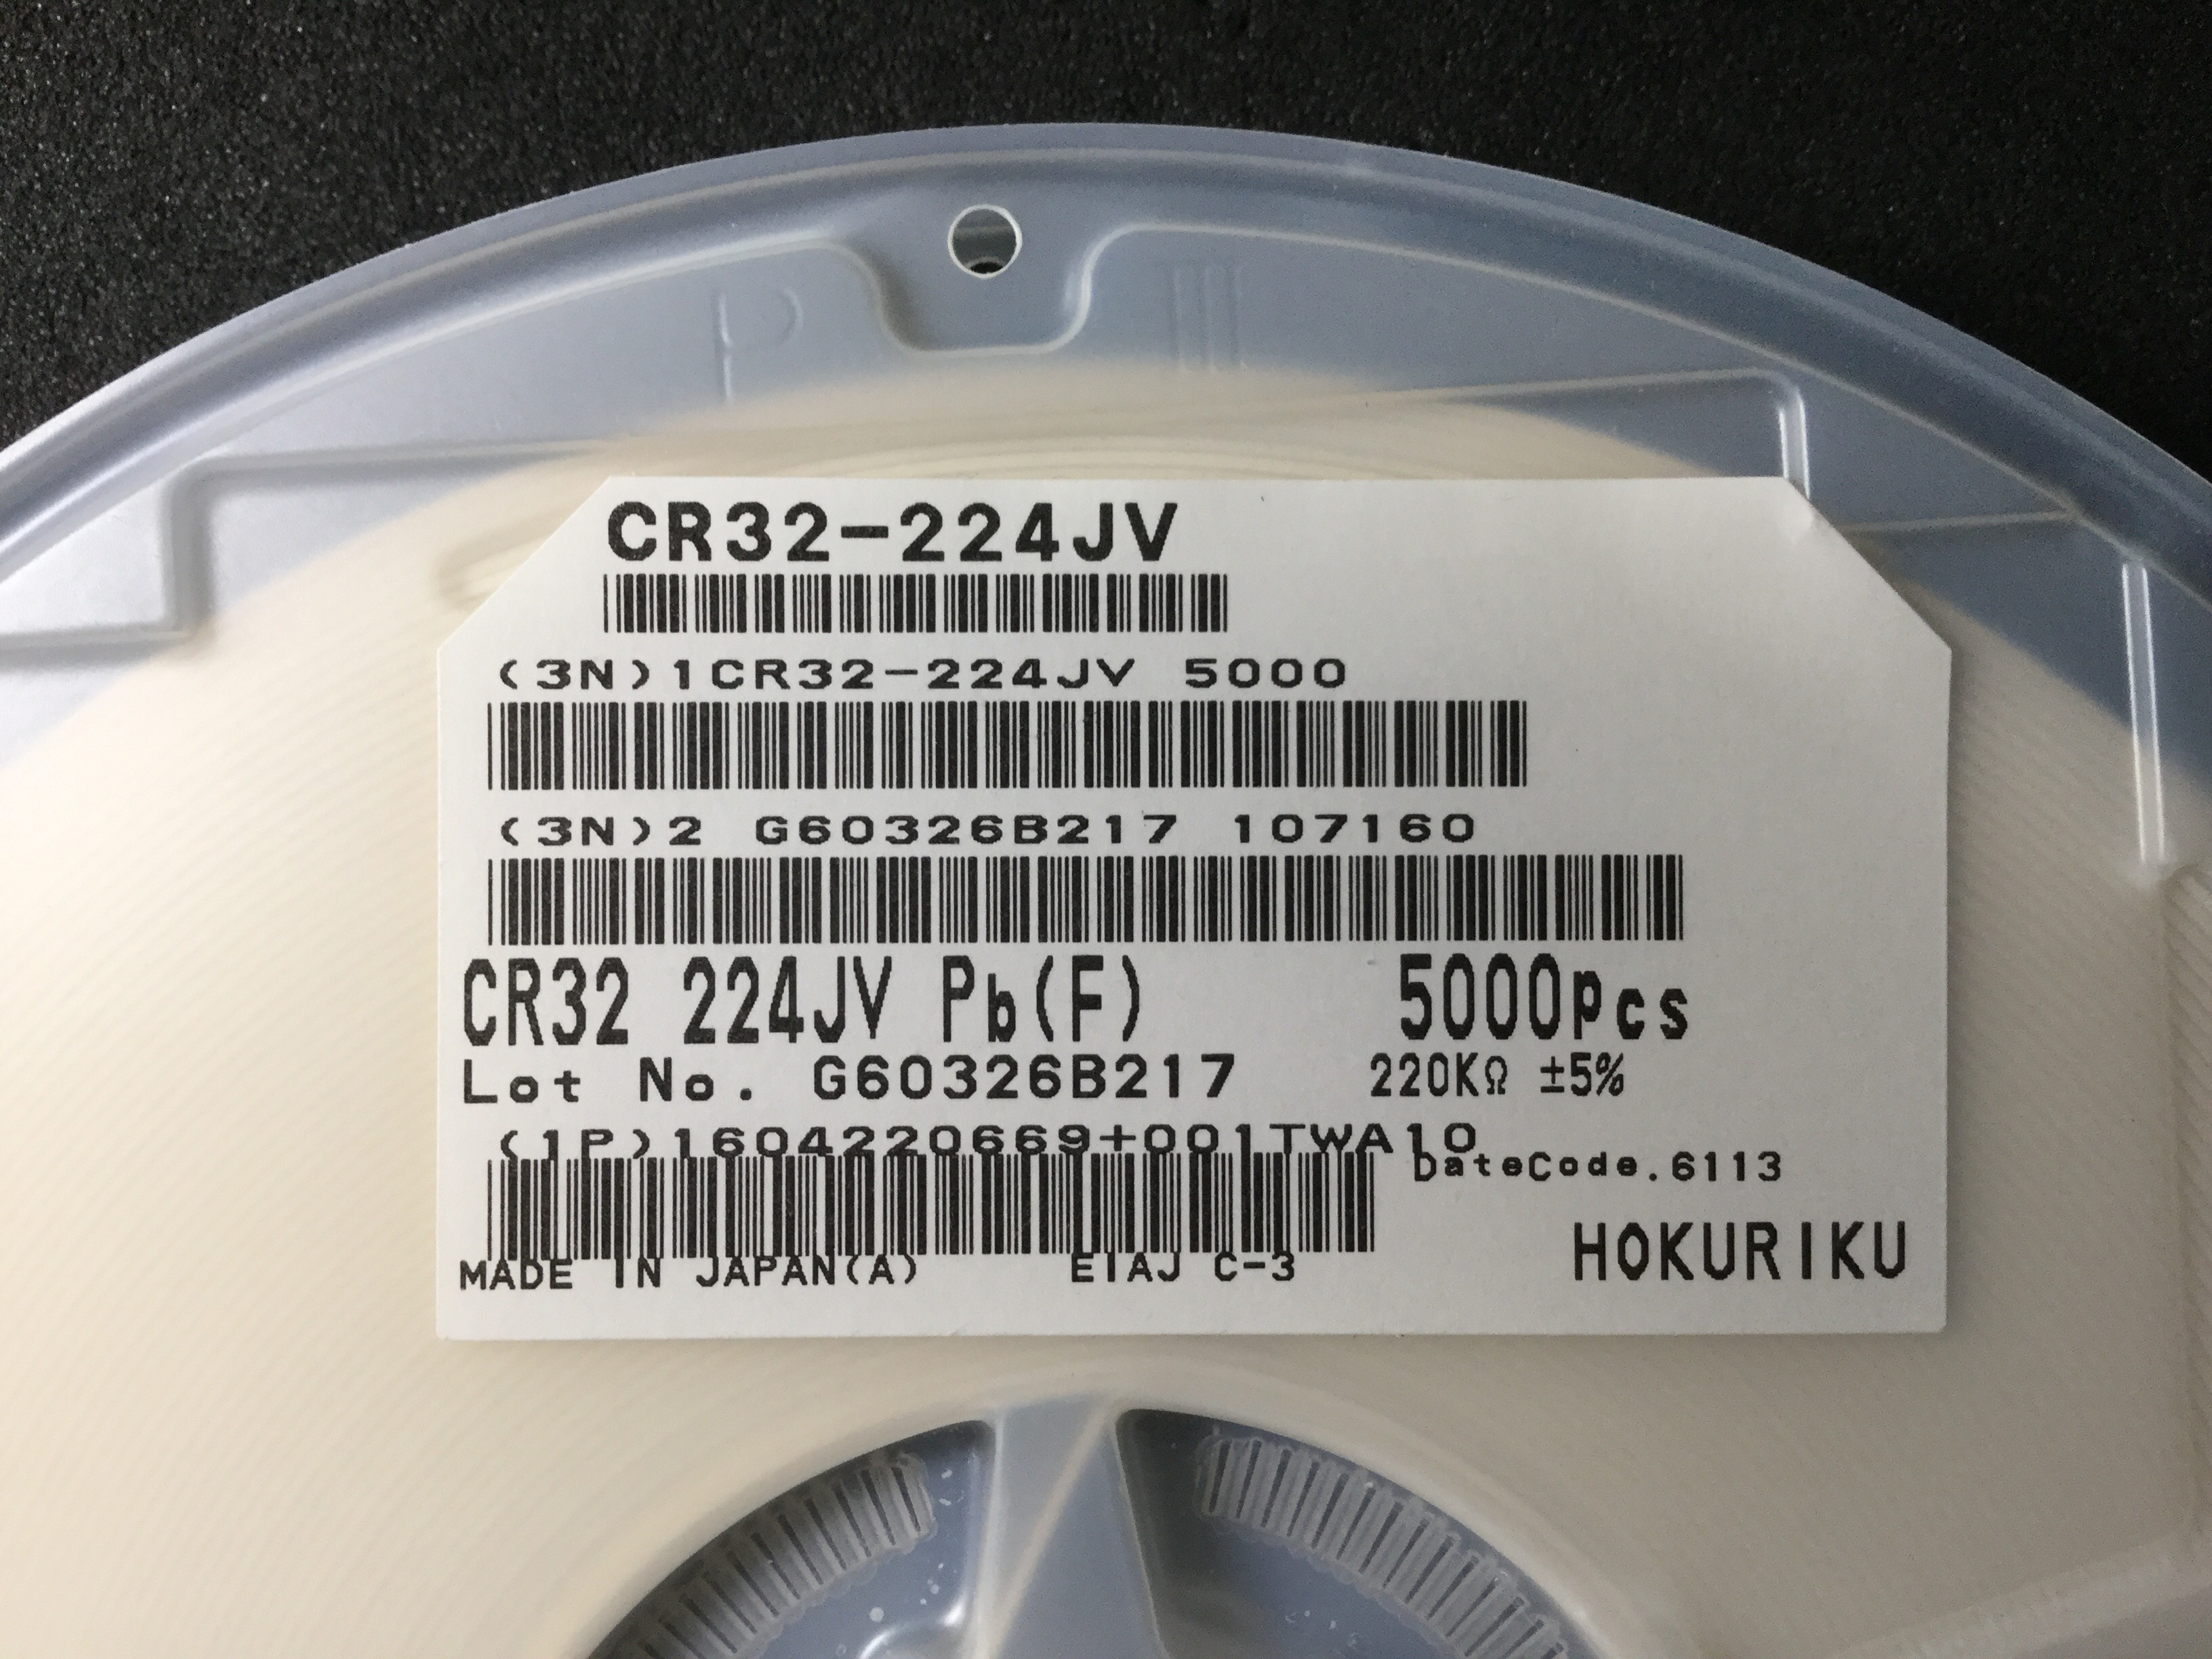 P III
CR32-224JV
(3N)1CR32-224JV 5000
(3N)2 G60326B217 107160
CR32 224JV Pb(F) 5000pcs
Lot No. G60326B217 220KΩ ±5%
(1P)1604220669+001TWA10
DateCode.6113
HOKURIKU
MADE IN JAPAN(A) EIAJ C-3